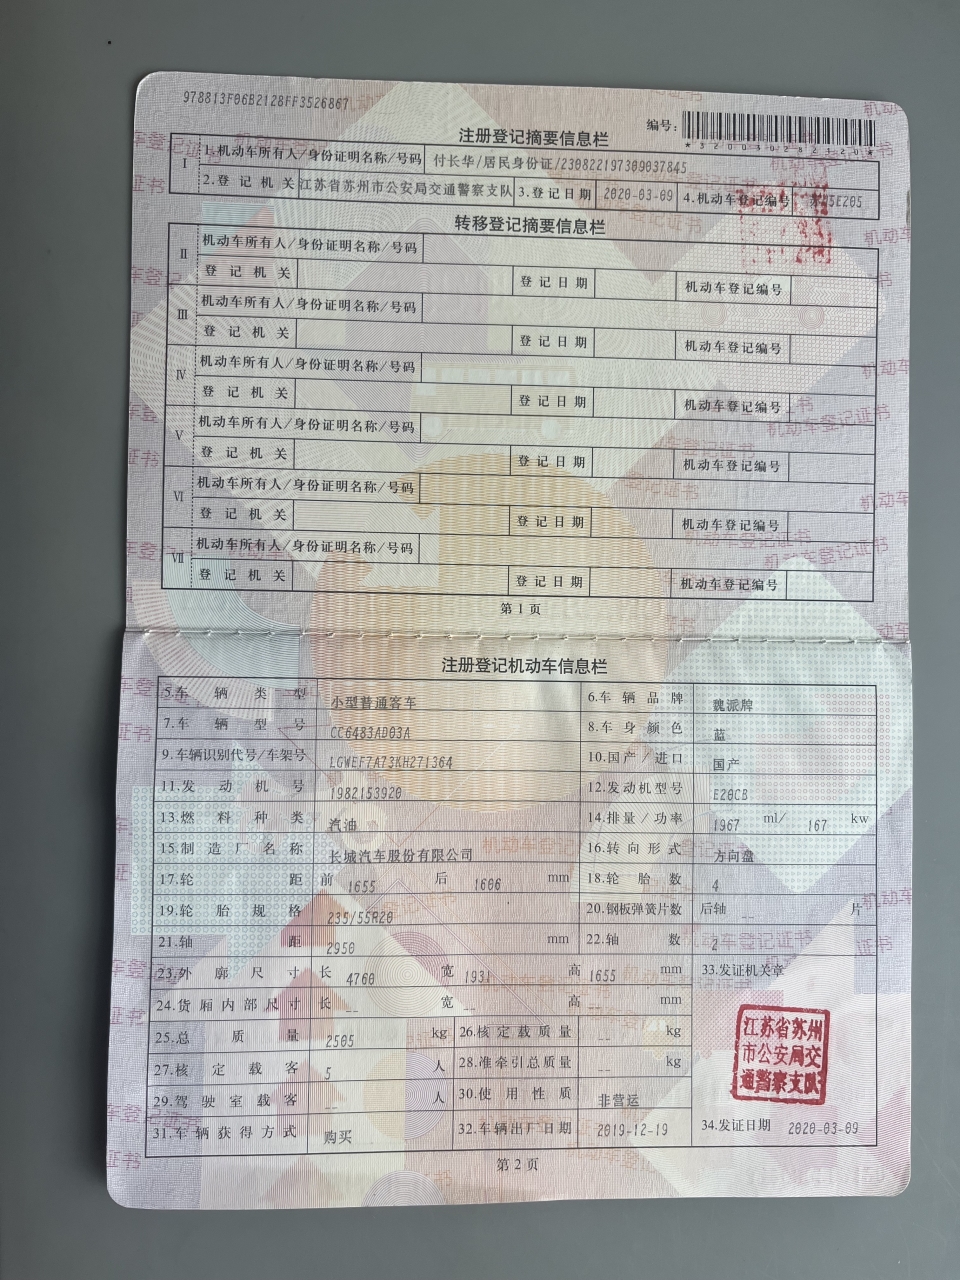 978813F06B212BFF3526867
编号：
*320030282320*
注册登记摘要信息栏
I 1.机动车所有人/身份证明名称/号码 付长华/居民身份证/230822197309037845
2.登记机关 江苏省苏州市公安局交通警察支队 3.登记日期 2020-03-09 4.机动车登记编号
转移登记摘要信息栏
II 机动车所有人/身份证明名称/号码
登记机关 登记日期 机动车登记编号
III 机动车所有人/身份证明名称/号码
登记机关 登记日期 机动车登记编号
IV 机动车所有人/身份证明名称/号码
登记机关 登记日期 机动车登记编号
V 机动车所有人/身份证明名称/号码
登记机关 登记日期 机动车登记编号
VI 机动车所有人/身份证明名称/号码
登记机关 登记日期 机动车登记编号
VII 机动车所有人/身份证明名称/号码
登记机关 登记日期 机动车登记编号
第1页
注册登记机动车信息栏
5.车辆类型 小型普通客车 6.车辆品牌 魏派牌
7.车辆型号 CC6483AD03A 8.车身颜色 蓝
9.车辆识别代号/车架号 LGWEF7A73KH271364 10.国产/进口 国产
11.发动机号 1982153920 12.发动机型号 E20CB
13.燃料种类 汽油 14.排量/功率 1967 ml/ 167 kw
15.制造厂名称 长城汽车股份有限公司 16.转向形式 方向盘
17.轮距 前 1655 后 1606 mm 18.轮胎数 4
19.轮胎规格 235/55R20 20.钢板弹簧片数 后轴 -- 片
21.轴距 2950 mm 22.轴数 2
23.外廓尺寸 长 4760 宽 1931 高 1655 mm 33.发证机关章
24.货厢内部尺寸 长 -- 宽 -- 高 -- mm
25.总质量 2505 kg 26.核定载质量 -- kg
27.核定载客 5 人 28.准牵引总质量 -- kg
29.驾驶室载客 -- 人 30.使用性质 非营运
31.车辆获得方式 购买 32.车辆出厂日期 2019-12-19 34.发证日期 2020-03-09
江苏省苏州
市公安局交
通警察支队
第2页